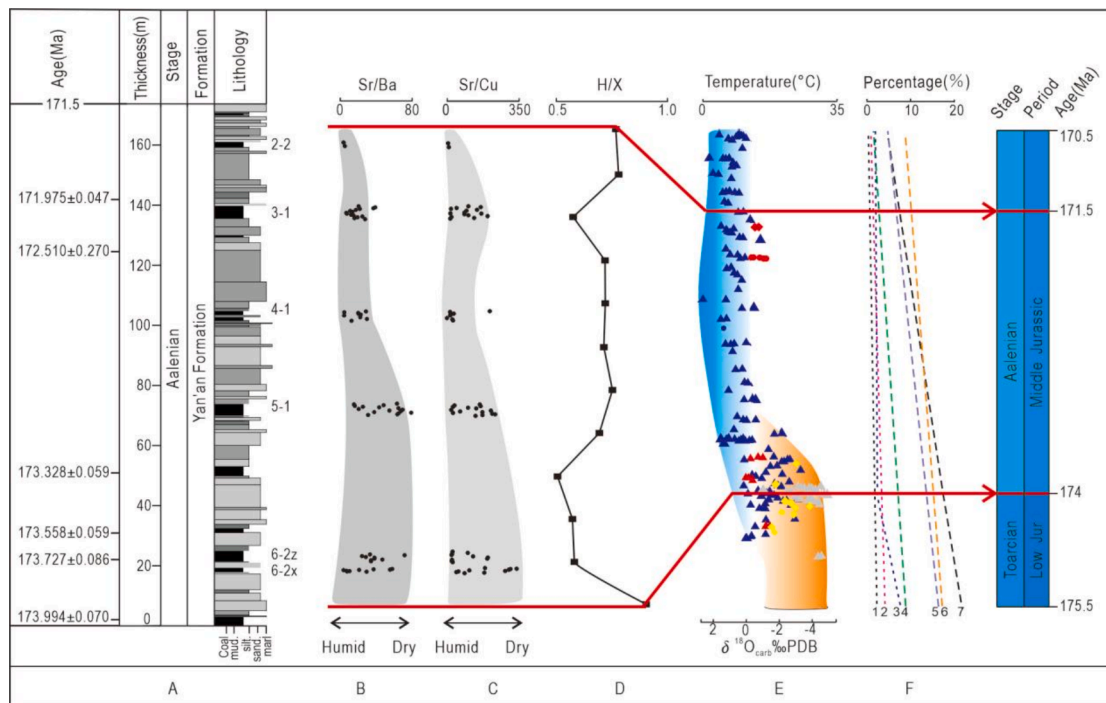 Age(Ma)
Thickness(m)
Stage
Formation
Lithology
Sr/Ba
0 80
Sr/Cu
0 350
H/X
0.5 1.0
Temperature(°C)
0 35
Percentage(%)
0 10 20
Stage
Period
Age(Ma)
171.5
171.975±0.047
172.510±0.270
173.328±0.059
173.558±0.059
173.727±0.086
173.994±0.070
160
140
120
100
80
60
40
20
0
Aalenian
Yan'an Formation
2-2
3-1
4-1
5-1
6-2z
6-2x
Coal
mud.
silt.
sand.
marl
Humid Dry
Humid Dry
2 0 -2 -4
δ18Ocarb‰PDB
1 2 3 4 5 6 7
Aalenian
Toarcian
Middle Jurassic
Low Jur
170.5
171.5
174
175.5
A B C D E F